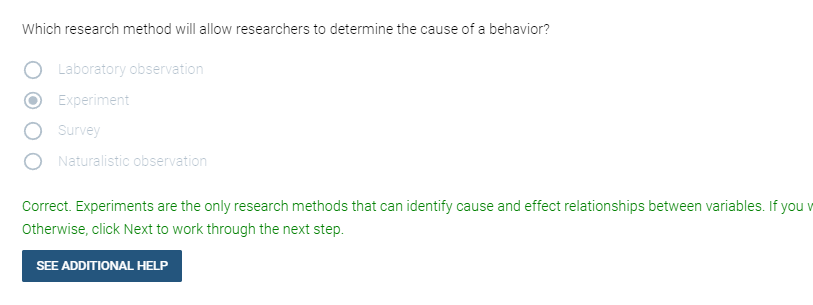 Which research method will allow researchers to determine the cause of a behavior?
Laboratory observation
Experiment
Survey
Naturalistic observation
Correct. Experiments are the only research methods that can identify cause and effect relationships between variables. If you
Otherwise, click Next to work through the next step.
SEE ADDITIONAL HELP